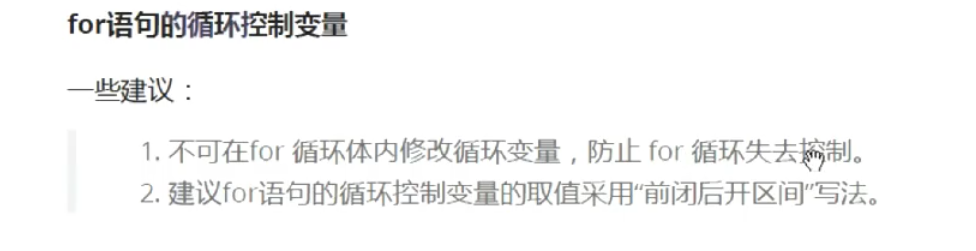 for语句的循环控制变量
一些建议：
1. 不可在for 循环体内修改循环变量，防止 for 循环失去控制。
2. 建议for语句的循环控制变量的取值采用“前闭后开区间”写法。